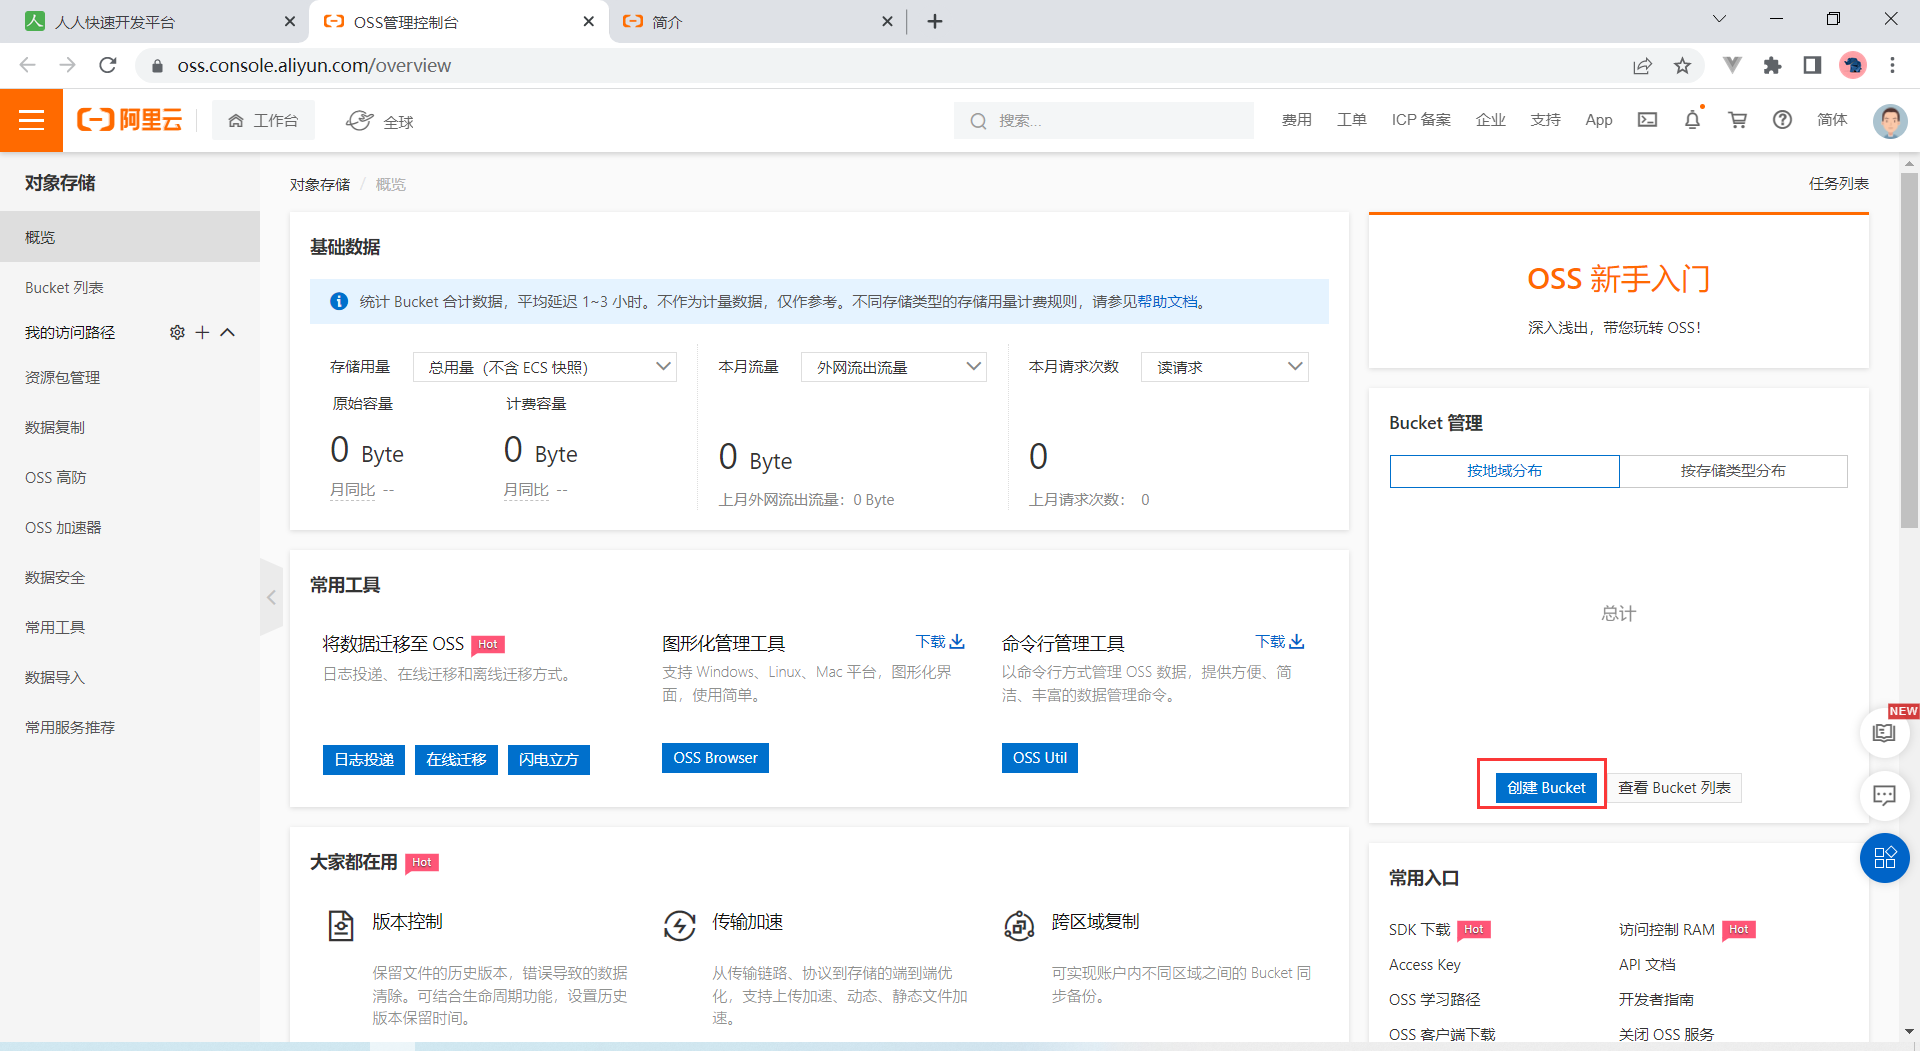 人人快速开发平台
OSS管理控制台
简介
oss.console.aliyun.com/overview
阿里云
工作台
全球
搜索...
费用
工单
ICP 备案
企业
支持
App
简体
对象存储
概览
Bucket 列表
我的访问路径
资源包管理
数据复制
OSS 高防
OSS 加速器
数据安全
常用工具
数据导入
常用服务推荐
对象存储 / 概览
任务列表
基础数据
统计 Bucket 合计数据，平均延迟 1~3 小时。不作为计量数据，仅作参考。不同存储类型的存储用量计费规则，请参见帮助文档。
存储用量
总用量（不含 ECS 快照）
原始容量
计费容量
0 Byte
0 Byte
月同比 --
月同比 --
本月流量
外网流出流量
0 Byte
上月外网流出流量：0 Byte
本月请求次数
读请求
0
上月请求次数： 0
常用工具
将数据迁移至 OSS
Hot
日志投递、在线迁移和离线迁移方式。
日志投递
在线迁移
闪电立方
图形化管理工具
下载
支持 Windows、Linux、Mac 平台，图形化界
面，使用简单。
OSS Browser
命令行管理工具
下载
以命令行方式管理 OSS 数据，提供方便、简
洁、丰富的数据管理命令。
OSS Util
大家都在用
Hot
版本控制
保留文件的历史版本，错误导致的数据
清除。可结合生命周期功能，设置历史
版本保留时间。
传输加速
从传输链路、协议到存储的端到端优
化，支持上传加速、动态、静态文件加
速。
跨区域复制
可实现账户内不同区域之间的 Bucket 同
步备份。
OSS 新手入门
深入浅出，带您玩转 OSS！
Bucket 管理
按地域分布
按存储类型分布
总计
创建 Bucket
查看 Bucket 列表
NEW
常用入口
SDK 下载
Hot
访问控制 RAM
Hot
Access Key
API 文档
OSS 学习路径
开发者指南
OSS 客户端下载
关闭 OSS 服务